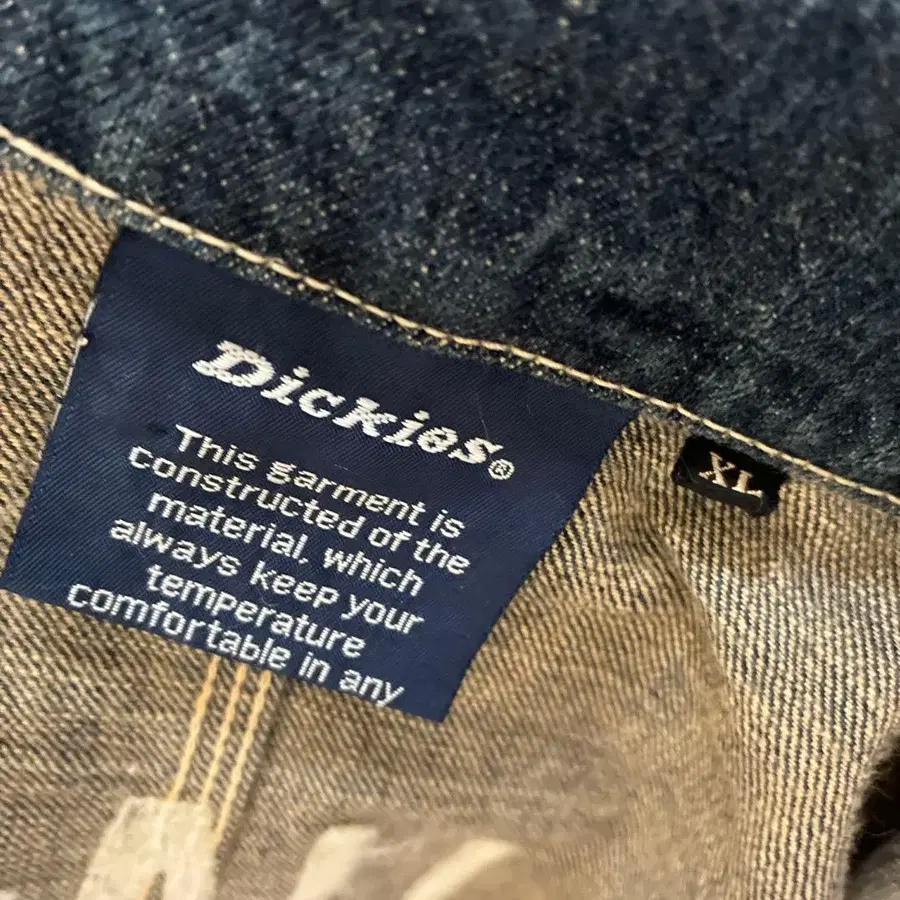 Dickies®
This garment is
constructed of the
material, which
always keep your
temperature
comfortable in any
XL